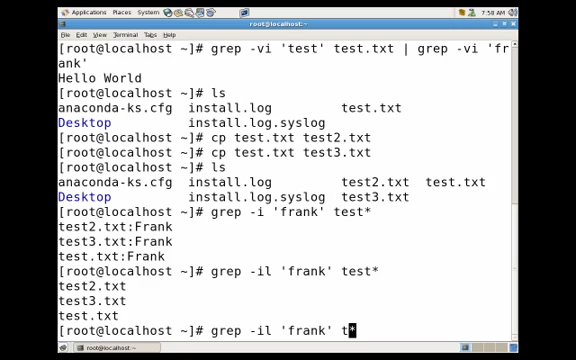 Applications Places System 7:58 AM
root@localhost:~
File Edit View Terminal Tabs Help
[root@localhost ~]# grep -vi 'test' test.txt | grep -vi 'fr
ank'
Hello World
[root@localhost ~]# ls
anaconda-ks.cfg install.log test.txt
Desktop install.log.syslog
[root@localhost ~]# cp test.txt test2.txt
[root@localhost ~]# cp test.txt test3.txt
[root@localhost ~]# ls
anaconda-ks.cfg install.log test2.txt test.txt
Desktop install.log.syslog test3.txt
[root@localhost ~]# grep -i 'frank' test*
test2.txt:Frank
test3.txt:Frank
test.txt:Frank
[root@localhost ~]# grep -il 'frank' test*
test2.txt
test3.txt
test.txt
[root@localhost ~]# grep -il 'frank' t*
root@localhost:~